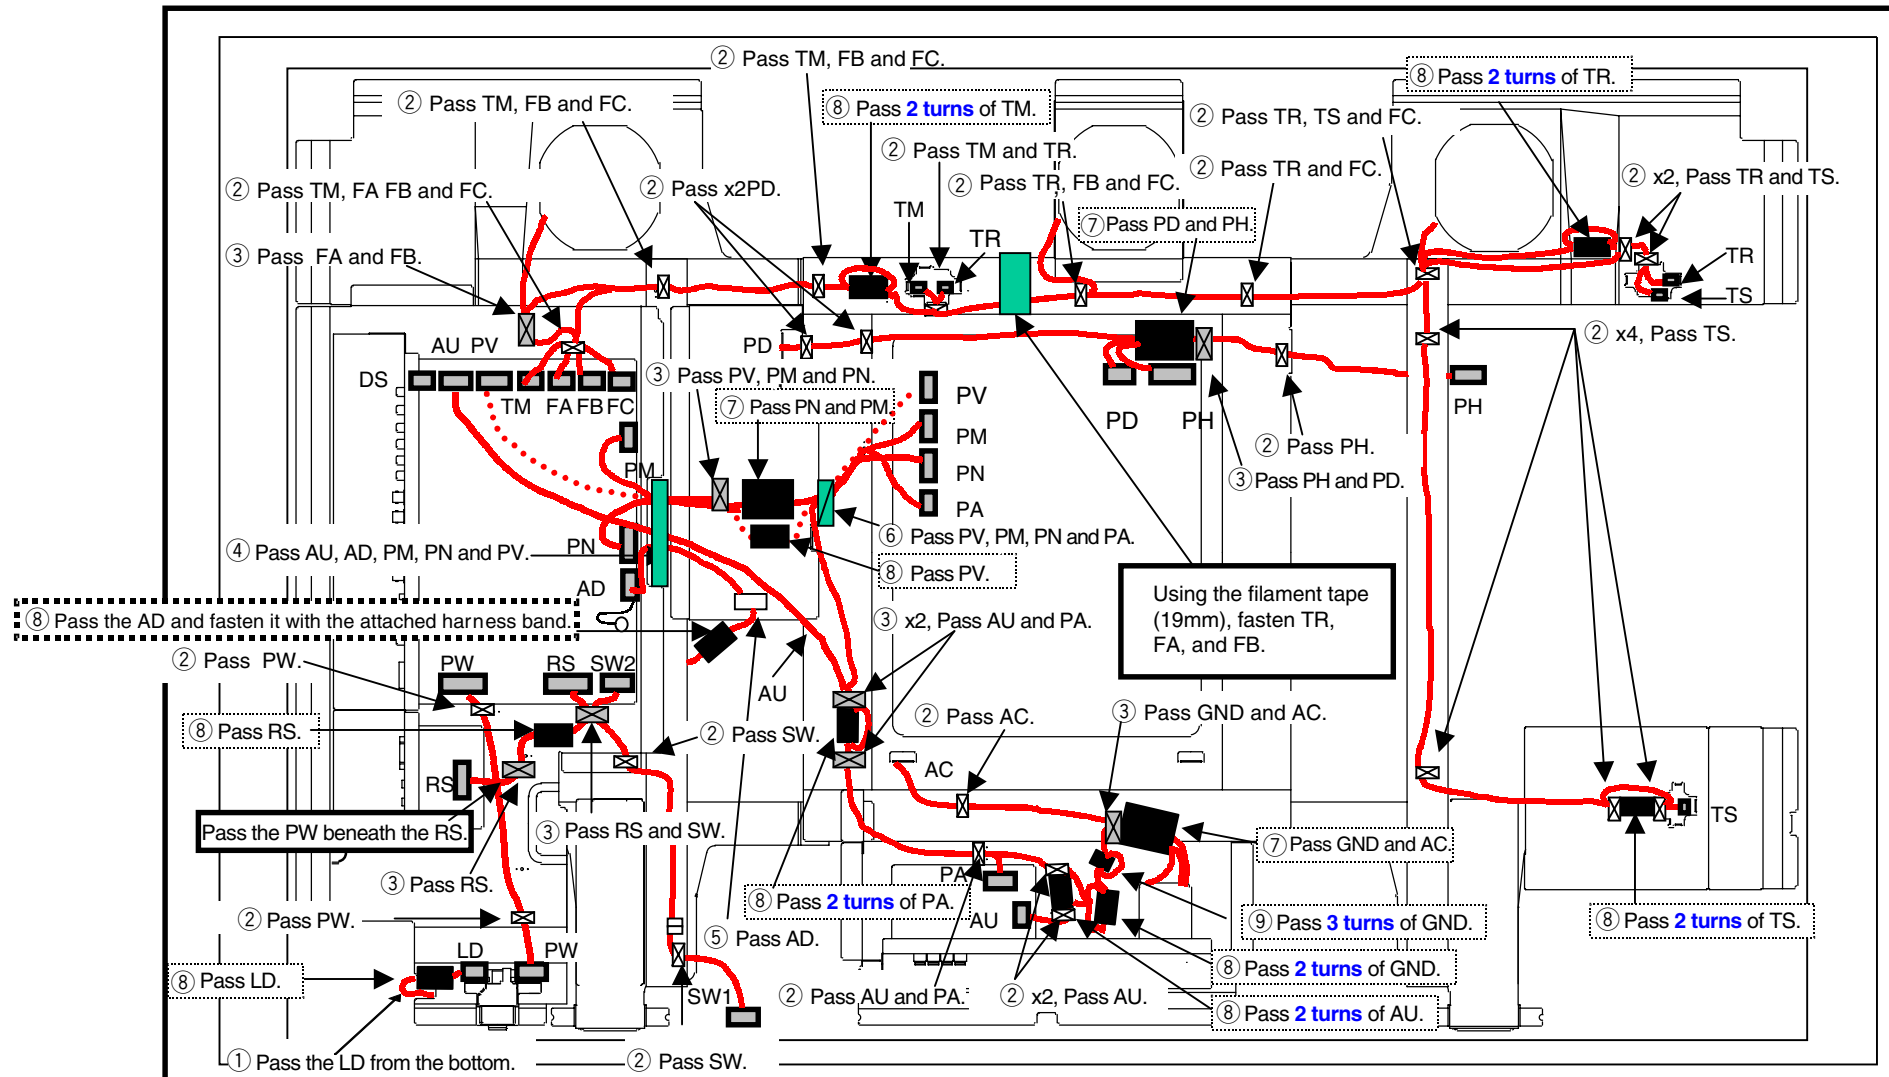 ② Pass TM, FB and FC.
⑧ Pass 2 turns of TR.
② Pass TM, FB and FC.
⑧ Pass 2 turns of TM.
② Pass TR, TS and FC.
② Pass TM and TR.
② Pass TR and FC.
② Pass TM, FA FB and FC.
② Pass x2PD.
② Pass TR, FB and FC.
② x2, Pass TR and TS.
TM
⑦ Pass PD and PH.
③ Pass FA and FB.
TR
TR
TS
② x4, Pass TS.
AU PV
PD
DS
③ Pass PV, PM and PN.
TM FA FB FC
⑦ Pass PN and PM.
PV
PD
PH
PH
PM
② Pass PH.
PM
PN
③ Pass PH and PD.
PA
④ Pass AU, AD, PM, PN and PV.
PN
⑥ Pass PV, PM, PN and PA.
AD
⑧ Pass PV.
Using the filament tape
(19mm), fasten TR,
FA, and FB.
⑧ Pass the AD and fasten it with the attached harness band.
③ x2, Pass AU and PA.
② Pass PW.
PW
RS
SW2
AU
⑧ Pass RS.
② Pass SW.
② Pass AC.
③ Pass GND and AC.
AC
RS
Pass the PW beneath the RS.
③ Pass RS and SW.
TS
⑦ Pass GND and AC.
③ Pass RS.
PA
⑧ Pass 2 turns of PA.
② Pass PW.
AU
⑨ Pass 3 turns of GND.
⑧ Pass 2 turns of TS.
⑤ Pass AD.
LD
PW
⑧ Pass LD.
⑧ Pass 2 turns of GND.
SW1
② Pass AU and PA.
② x2, Pass AU.
⑧ Pass 2 turns of AU.
① Pass the LD from the bottom.
② Pass SW.